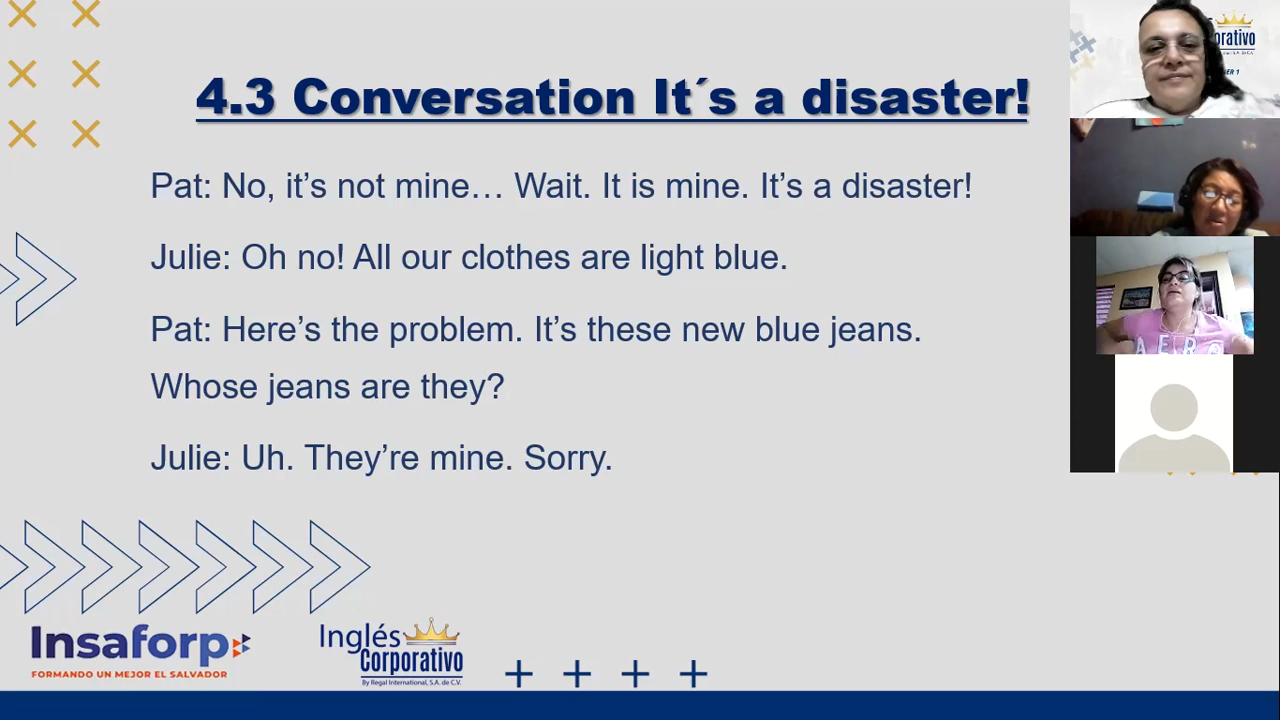 4.3 Conversation It´s a disaster!
Pat: No, it’s not mine… Wait. It is mine. It’s a disaster!
Julie: Oh no! All our clothes are light blue.
Pat: Here’s the problem. It’s these new blue jeans.
Whose jeans are they?
Julie: Uh. They’re mine. Sorry.
Insaforp
FORMANDO UN MEJOR EL SALVADOR
Inglés
Corporativo
By Regal International, S.A. de C.V.
orativo
AERO